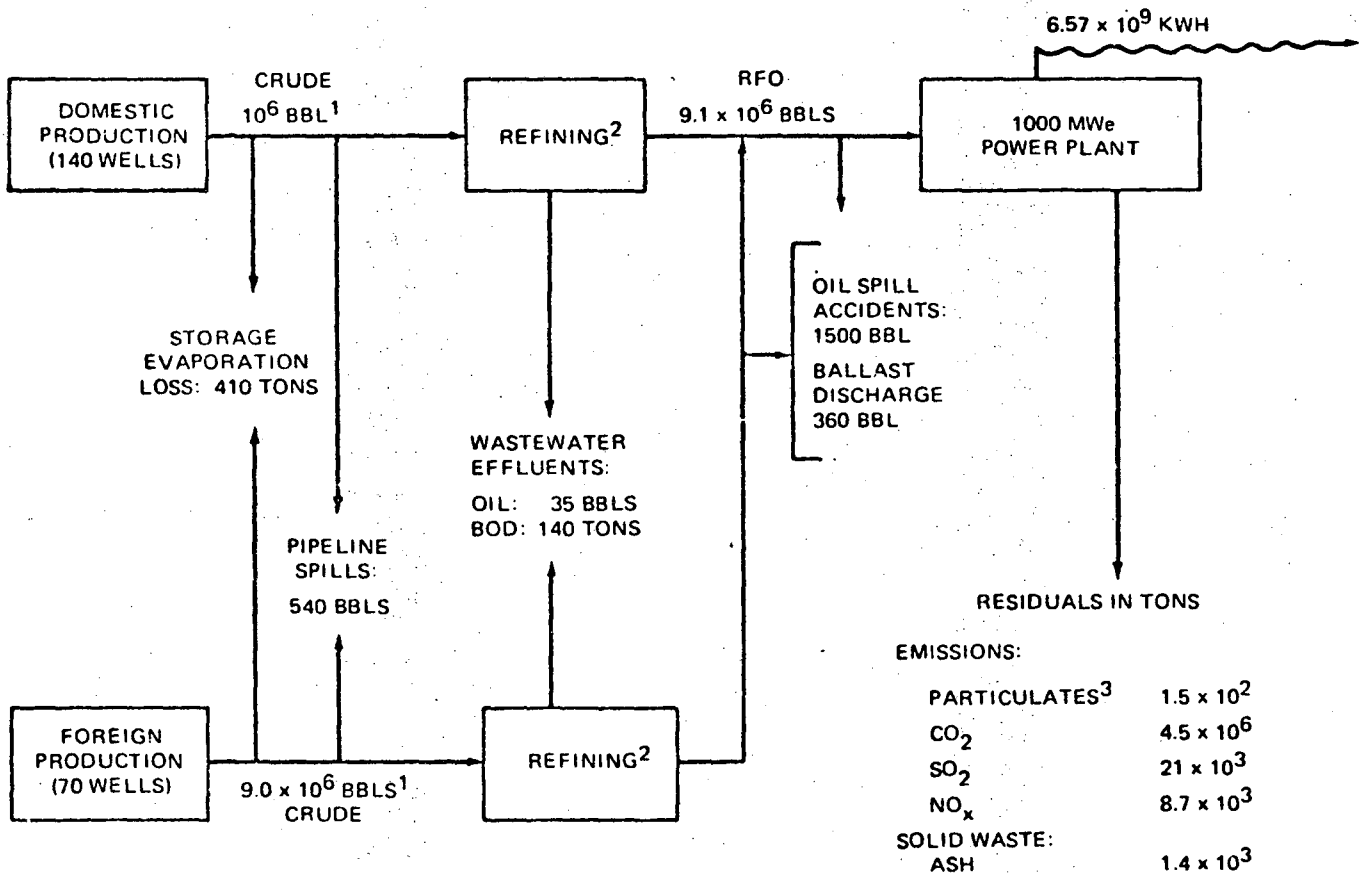 6.57 x 10^9 KWH
CRUDE
10^6 BBL^1
RFO
9.1 x 10^6 BBLS
DOMESTIC
PRODUCTION
(140 WELLS)
REFINING^2
1000 MWe
POWER PLANT
STORAGE
EVAPORATION
LOSS: 410 TONS
OIL SPILL
ACCIDENTS:
1500 BBL
BALLAST
DISCHARGE
360 BBL
WASTEWATER
EFFLUENTS:
OIL: 35 BBLS
BOD: 140 TONS
PIPELINE
SPILLS:
540 BBLS
FOREIGN
PRODUCTION
(70 WELLS)
9.0 x 10^6 BBLS^1
CRUDE
REFINING^2
RESIDUALS IN TONS
EMISSIONS:
PARTICULATES^3 1.5 x 10^2
CO_2 4.5 x 10^6
SO_2 21 x 10^3
NO_x 8.7 x 10^3
SOLID WASTE:
ASH 1.4 x 10^3